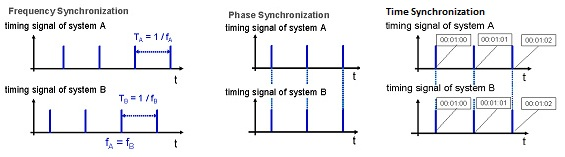 Frequency Synchronization
timing signal of system A
TA = 1 / fA
t
timing signal of system B
TB = 1 / fB
fA = fB
t
Phase Synchronization
timing signal of system A
t
timing signal of system B
t
Time Synchronization
timing signal of system A
00:01:00
00:01:01
00:01:02
t
timing signal of system B
00:01:00
00:01:01
00:01:02
t